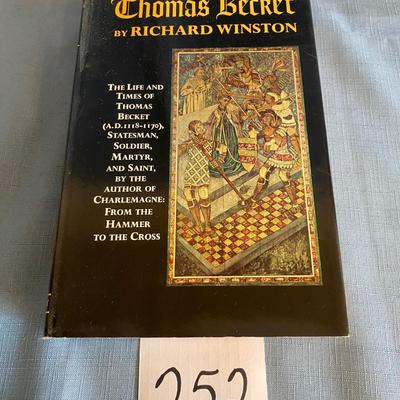 Thomas Becket
BY RICHARD WINSTON
THE LIFE AND
TIMES OF
THOMAS
BECKET
(A.D. 1118-1170),
STATESMAN,
SOLDIER,
MARTYR,
AND SAINT,
BY THE
AUTHOR OF
CHARLEMAGNE:
FROM THE
HAMMER
TO THE CROSS
252